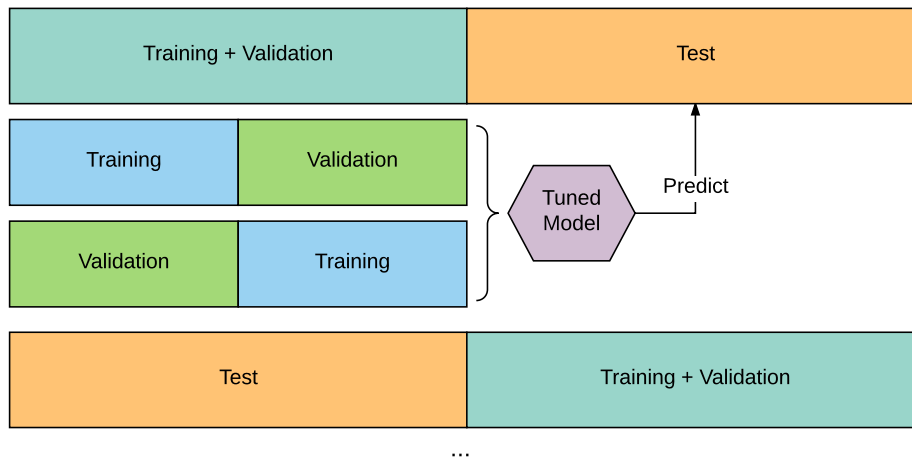 Training + Validation
Test
Training
Validation
Tuned
Model
Predict
Validation
Training
Test
Training + Validation
...